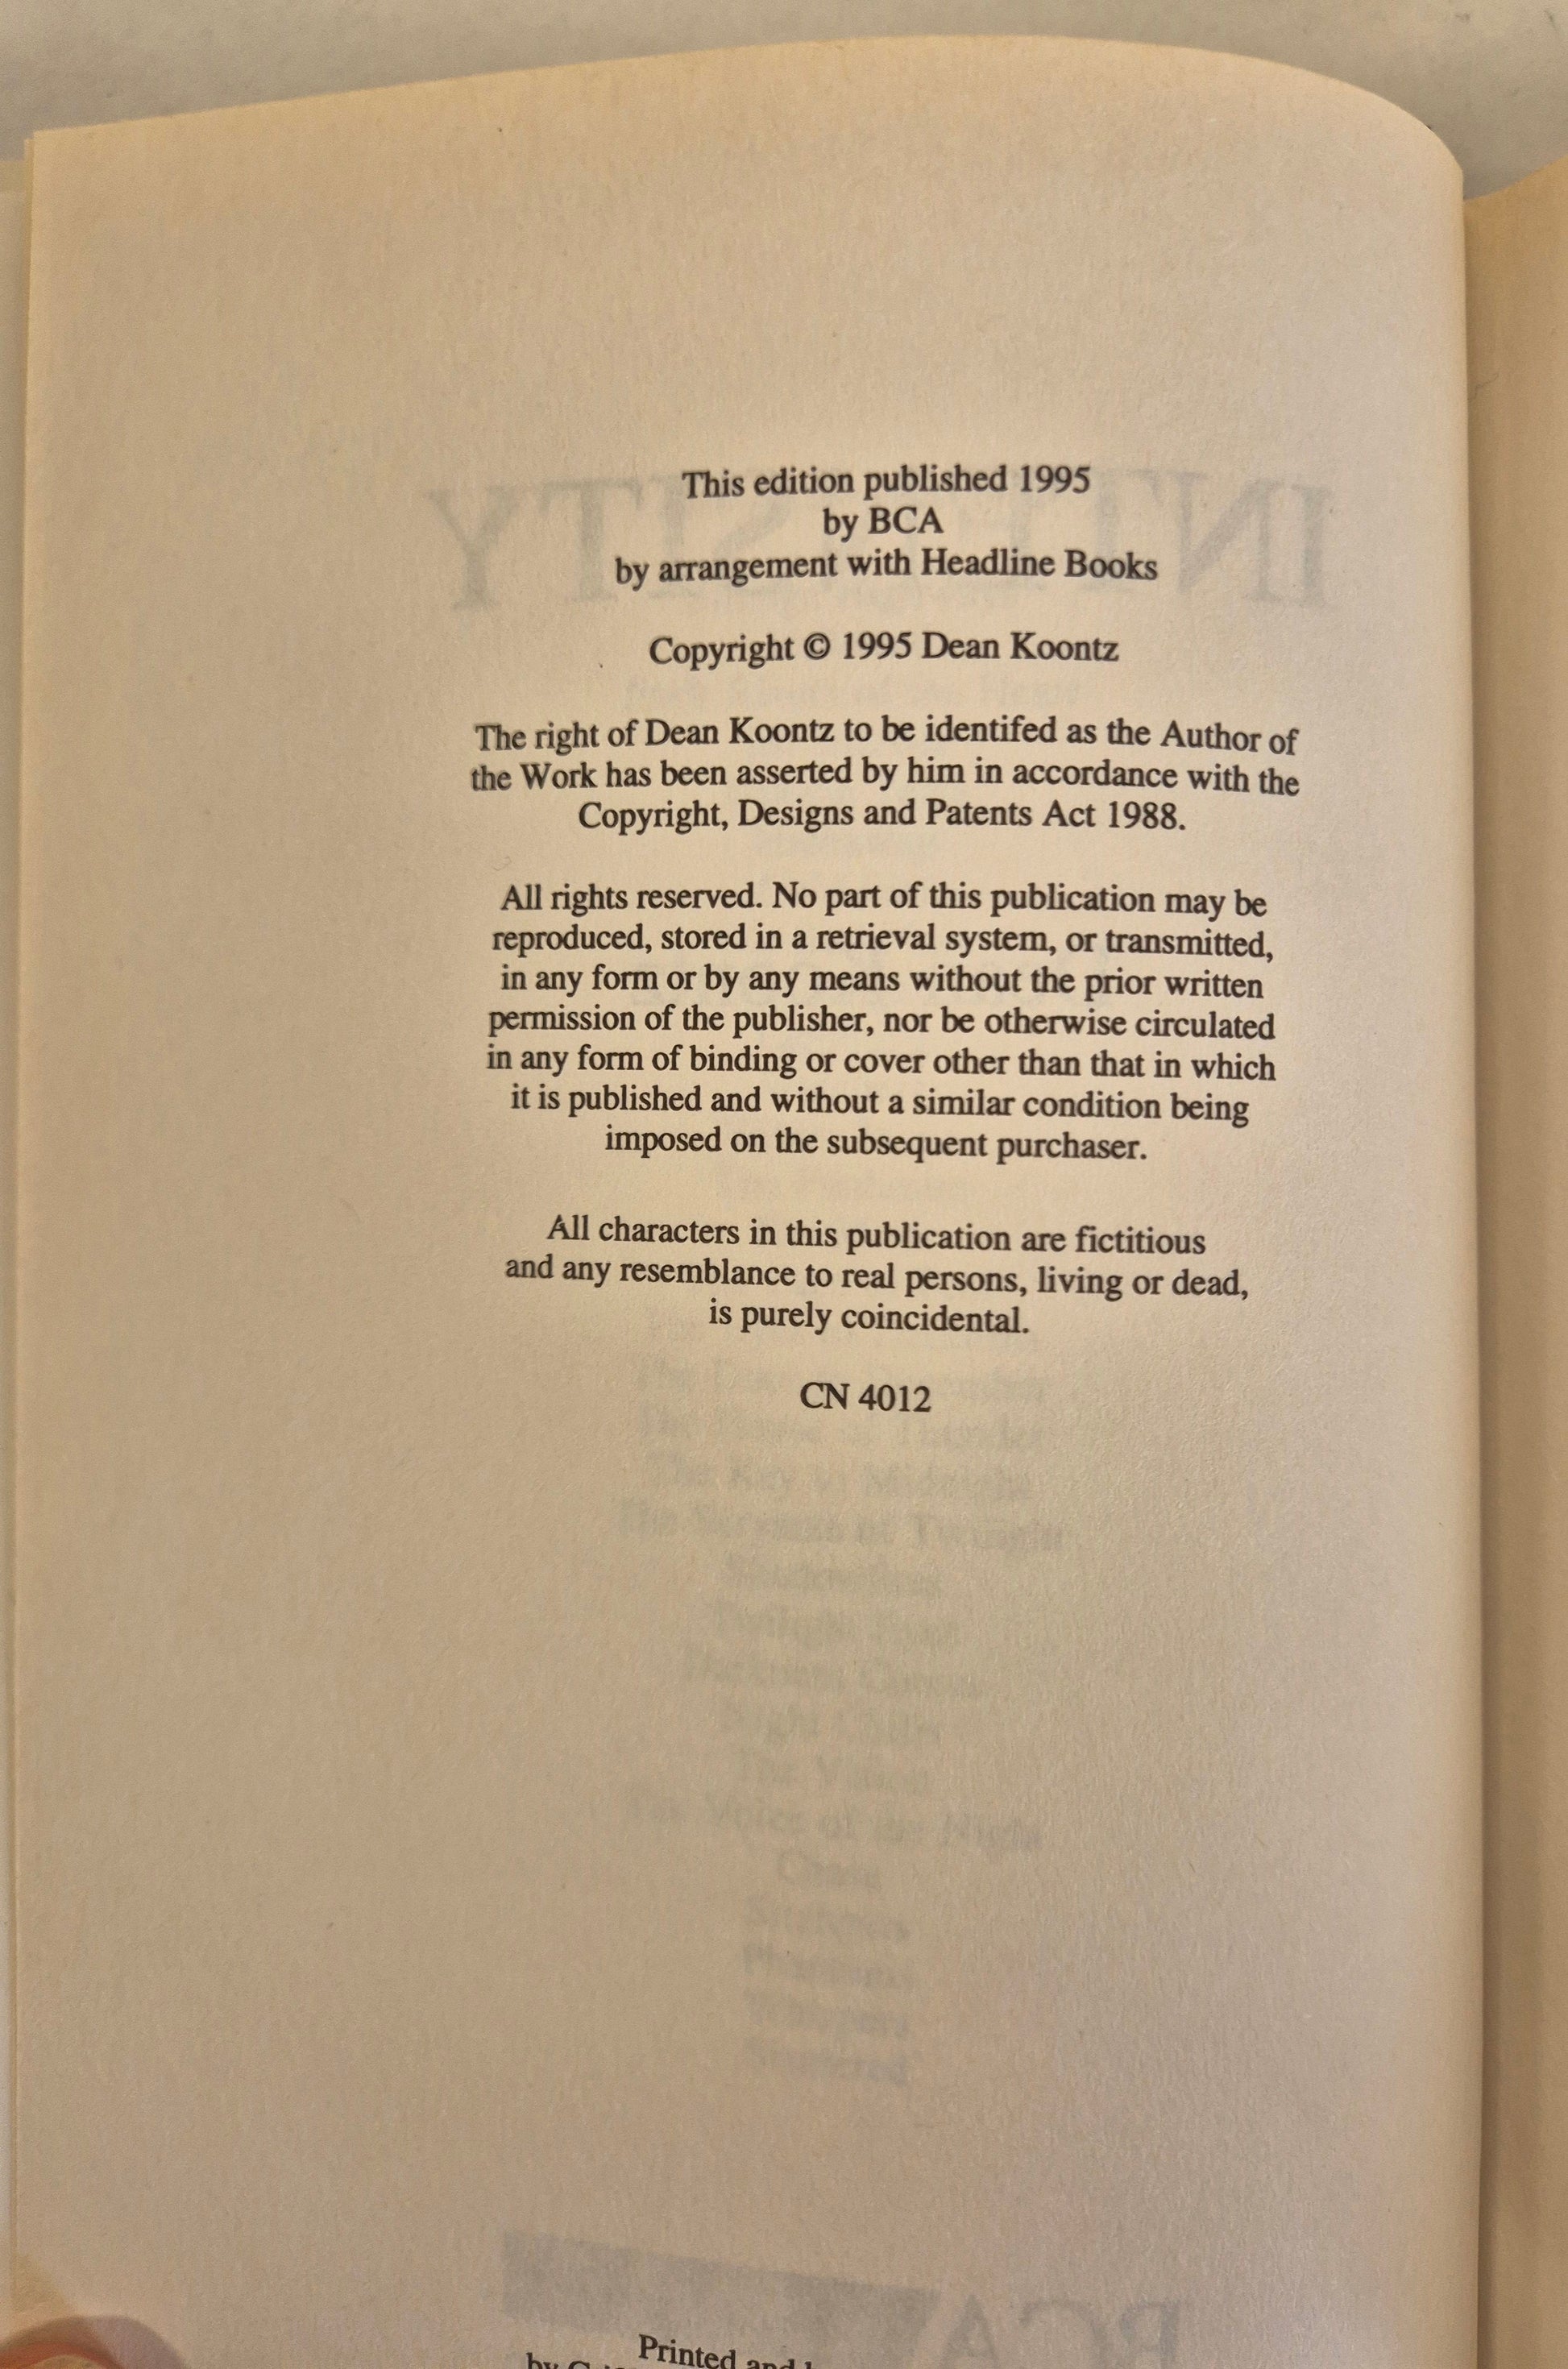 This edition published 1995
by BCA
by arrangement with Headline Books
Copyright © 1995 Dean Koontz
The right of Dean Koontz to be identifed as the Author of
the Work has been asserted by him in accordance with the
Copyright, Designs and Patents Act 1988.
All rights reserved. No part of this publication may be
reproduced, stored in a retrieval system, or transmitted,
in any form or by any means without the prior written
permission of the publisher, nor be otherwise circulated
in any form of binding or cover other than that in which
it is published and without a similar condition being
imposed on the subsequent purchaser.
All characters in this publication are fictitious
and any resemblance to real persons, living or dead,
is purely coincidental.
CN 4012
Printed and
by